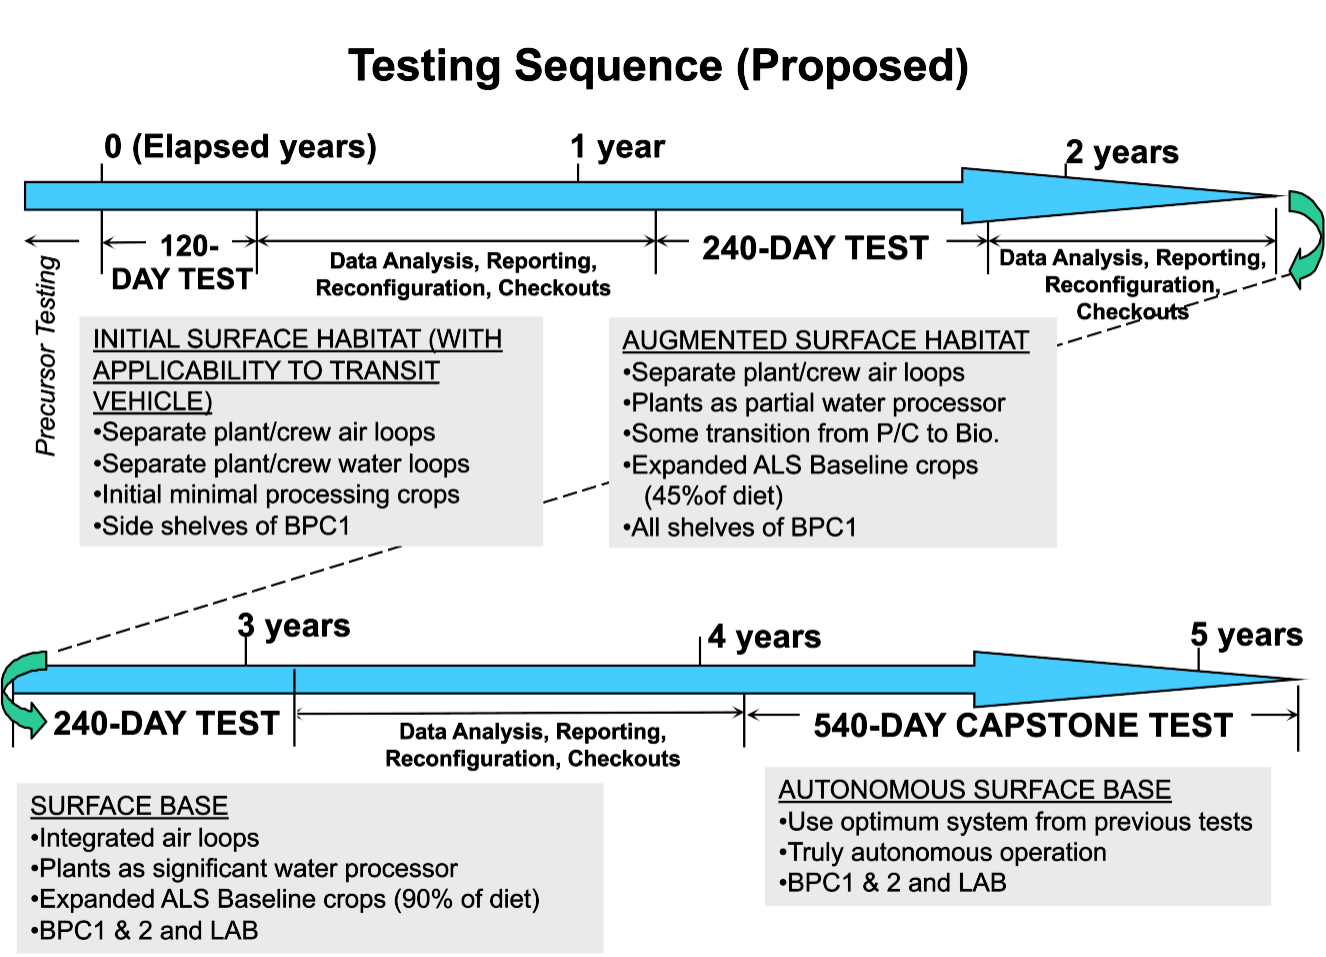 Testing Sequence (Proposed)
0 (Elapsed years)
1 year
2 years
Precursor Testing
120-
DAY TEST
Data Analysis, Reporting,
Reconfiguration, Checkouts
240-DAY TEST
Data Analysis, Reporting,
Reconfiguration,
Checkouts
INITIAL SURFACE HABITAT (WITH
APPLICABILITY TO TRANSIT
VEHICLE)
•Separate plant/crew air loops
•Separate plant/crew water loops
•Initial minimal processing crops
•Side shelves of BPC1
AUGMENTED SURFACE HABITAT
•Separate plant/crew air loops
•Plants as partial water processor
•Some transition from P/C to Bio.
•Expanded ALS Baseline crops
(45%of diet)
•All shelves of BPC1
3 years
4 years
5 years
240-DAY TEST
Data Analysis, Reporting,
Reconfiguration, Checkouts
540-DAY CAPSTONE TEST
SURFACE BASE
•Integrated air loops
•Plants as significant water processor
•Expanded ALS Baseline crops (90% of diet)
•BPC1 & 2 and LAB
AUTONOMOUS SURFACE BASE
•Use optimum system from previous tests
•Truly autonomous operation
•BPC1 & 2 and LAB